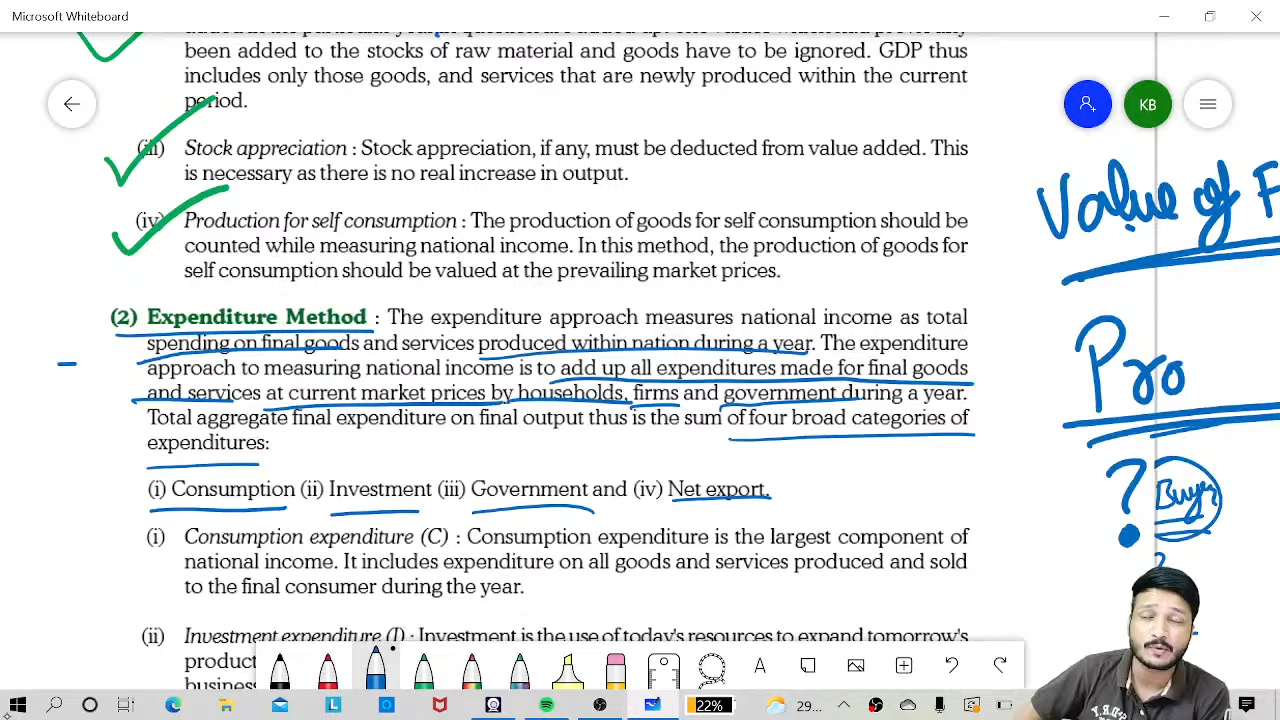 Microsoft Whiteboard
been added to the stocks of raw material and goods have to be ignored. GDP thus
includes only those goods, and services that are newly produced within the current
period.
KB
(iii) Stock appreciation : Stock appreciation, if any, must be deducted from value added. This
is necessary as there is no real increase in output.
Value of F
(iv) Production for self consumption : The production of goods for self consumption should be
counted while measuring national income. In this method, the production of goods for
self consumption should be valued at the prevailing market prices.
(2) Expenditure Method : The expenditure approach measures national income as total
spending on final goods and services produced within nation during a year. The expenditure
approach to measuring national income is to add up all expenditures made for final goods
and services at current market prices by households, firms and government during a year.
Total aggregate final expenditure on final output thus is the sum of four broad categories of
expenditures:
Pro
?
Buyer
(i) Consumption (ii) Investment (iii) Government and (iv) Net export.
(i) Consumption expenditure (C) : Consumption expenditure is the largest component of
national income. It includes expenditure on all goods and services produced and sold
to the final consumer during the year.
(ii) Investment expenditure (I) : Investment is the use of today's resources to expand tomorrow's
product
business
A
22%
29...